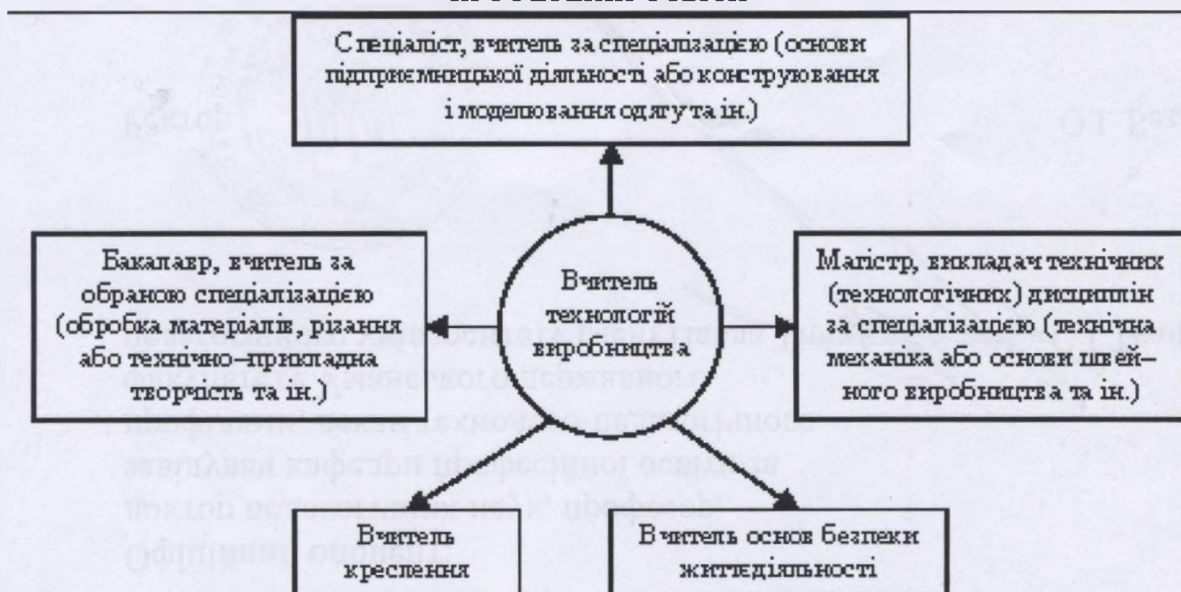 Спеціаліст, вчитель за спеціалізацією (основи
підприємницької діяльності або конструювання
і моделювання одягу та ін.)
Бакалавр, вчитель за
обраною спеціалізацією
(обробка матеріалів, різання
або технічно–прикладна
творчість та ін.)
Вчитель
технологій
виробництва
Магістр, викладач технічних
(технологічних) дисциплін
за спеціалізацією (технічна
механіка або основи швей–
ного виробництва та ін.)
Вчитель
креслення
Вчитель основ безпеки
життєдіяльності